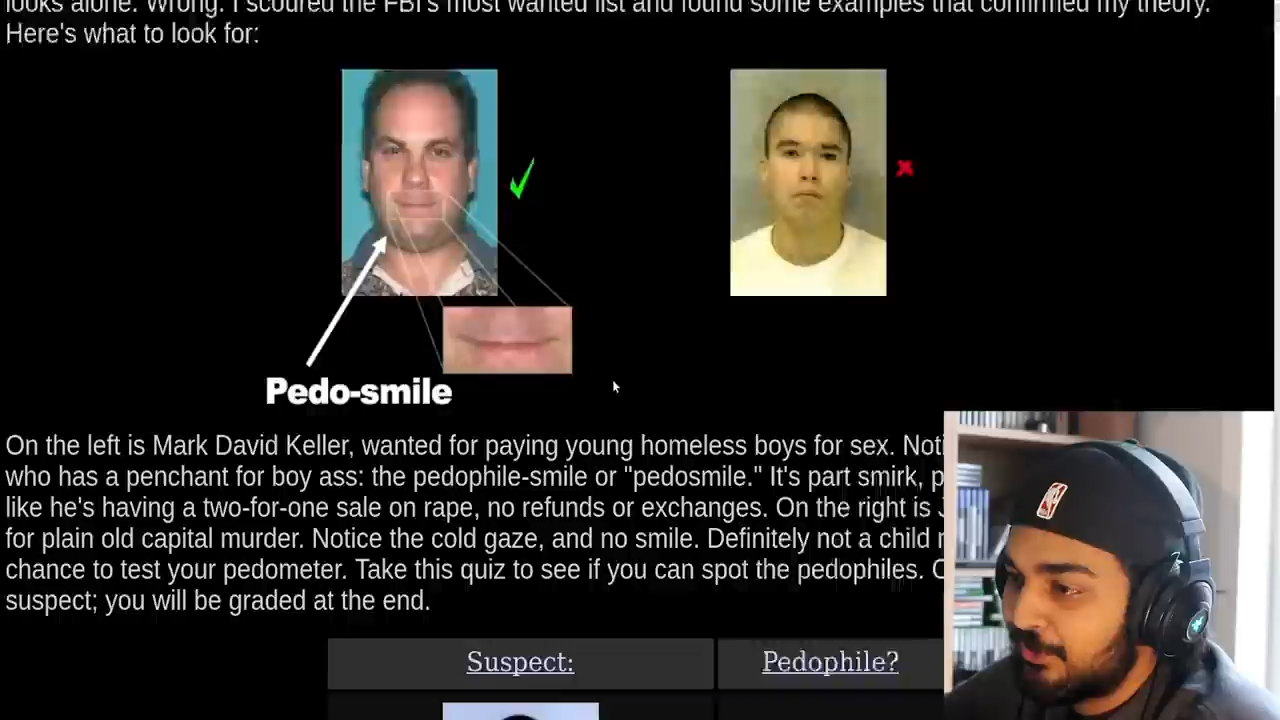 looks alone. Wrong. I scoured the FBI's most wanted list and found some examples that confirmed my theory.
Here's what to look for:
Pedo-smile
On the left is Mark David Keller, wanted for paying young homeless boys for sex. Noti
who has a penchant for boy ass: the pedophile-smile or "pedosmile." It's part smirk, p
like he's having a two-for-one sale on rape, no refunds or exchanges. On the right is J
for plain old capital murder. Notice the cold gaze, and no smile. Definitely not a child
chance to test your pedometer. Take this quiz to see if you can spot the pedophiles. C
suspect; you will be graded at the end.
Suspect:
Pedophile?